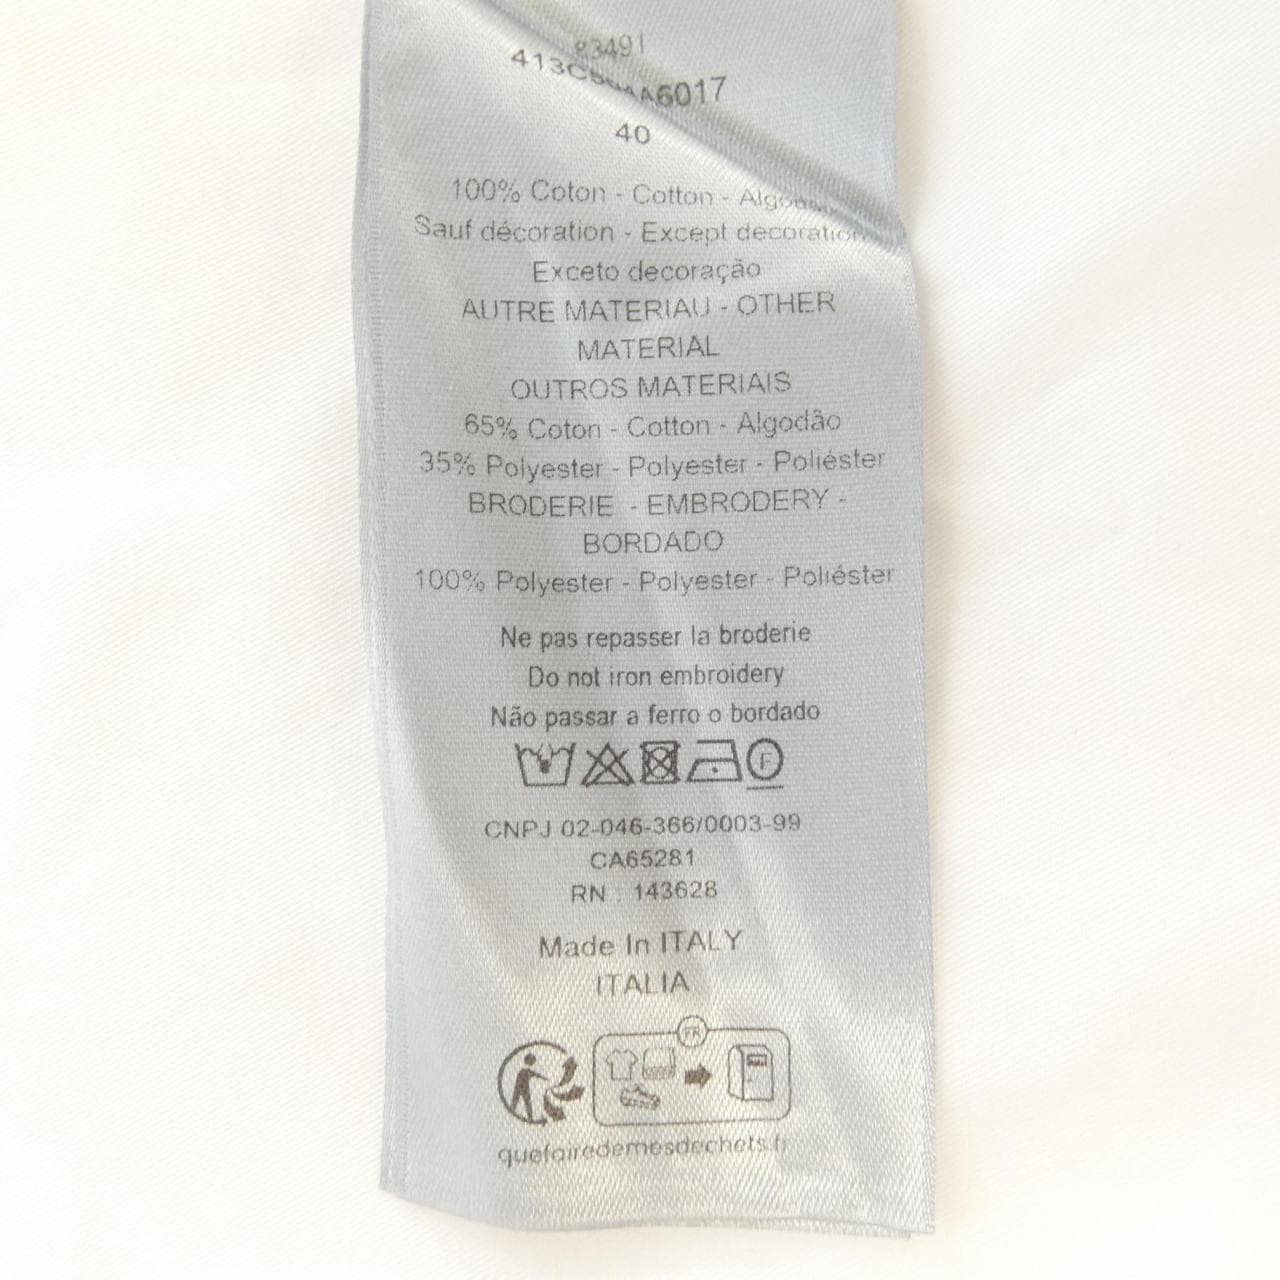 40
100% Coton - Cotton -
Sauf décoration - Except decoration
Exceto decoração
AUTRE MATERIAU - OTHER
MATERIAL
OUTROS MATERIAIS
65% Coton - Cotton - Algodão
35% Polyester - Polyester - Poliéster
BRODERIE - EMBRODERY -
BORDADO
100% Polyester - Polyester - Poliéster
Ne pas repasser la broderie
Do not iron embroidery
Não passar a ferro o bordado
F
CNPJ 02-046-366/0003-99
CA65281
RN : 143628
Made In ITALY
ITALIA
FR
quefairedemesdechets.fr